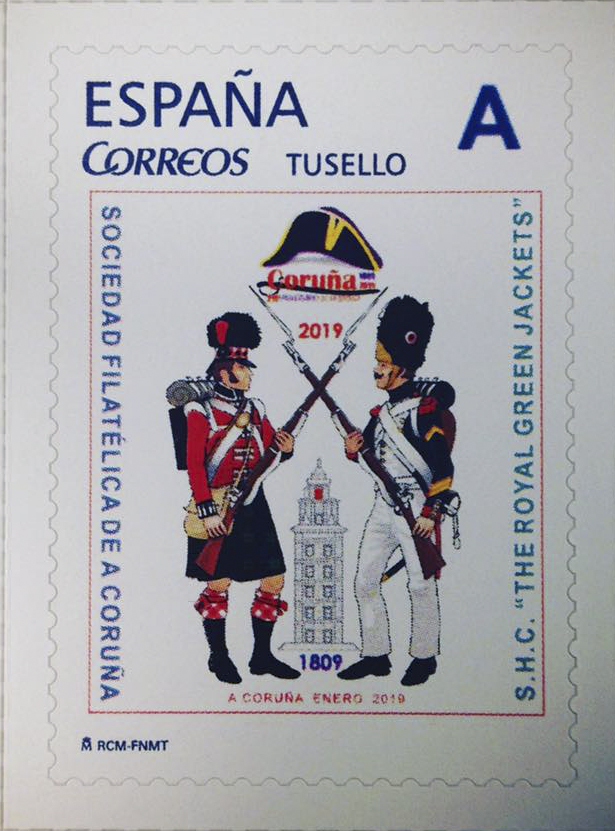 ESPAÑA
A
CORREOS TUSELLO
SOCIEDAD FILATÉLICA DE A CORUÑA
Coruña
2019
S.H.C. “THE ROYAL GREEN JACKETS”
1809
A CORUÑA ENERO 2019
RCM-FNMT